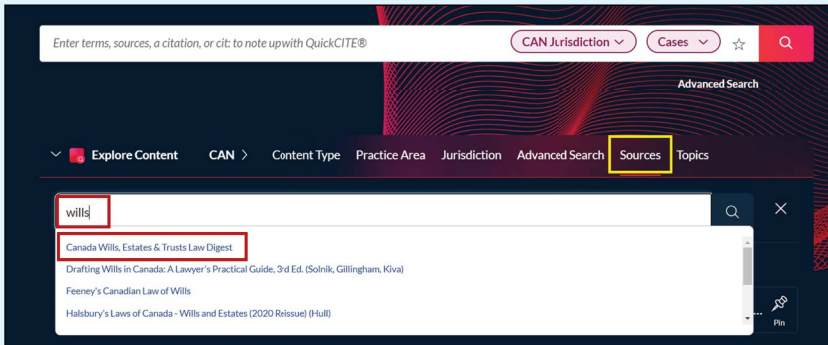 Enter terms, sources, a citation, or cit: to note upwith QuickCITE® CAN Jurisdiction Cases
Advanced Search
Explore Content CAN > Content Type Practice Area Jurisdiction Advanced Search Sources Topics
wills
Canada Wills, Estates & Trusts Law Digest
Drafting Wills in Canada: A Lawyer's Practical Guide, 3rd Ed. (Solnik, Gillingham, Kiva)
Feeney's Canadian Law of Wills
Halsbury's Laws of Canada - Wills and Estates (2020 Reissue) (Hull)
...
Pin